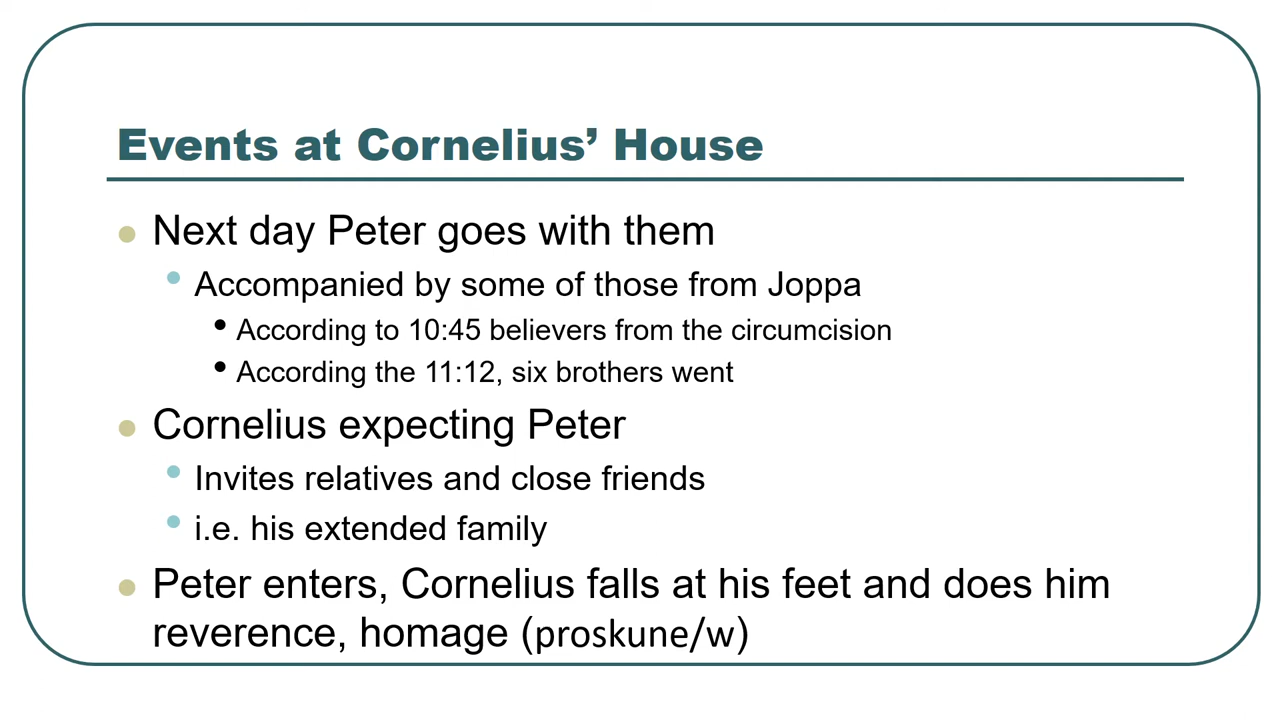 Events at Cornelius’ House
Next day Peter goes with them
Accompanied by some of those from Joppa
According to 10:45 believers from the circumcision
According the 11:12, six brothers went
Cornelius expecting Peter
Invites relatives and close friends
i.e. his extended family
Peter enters, Cornelius falls at his feet and does him
reverence, homage (proskune/w)